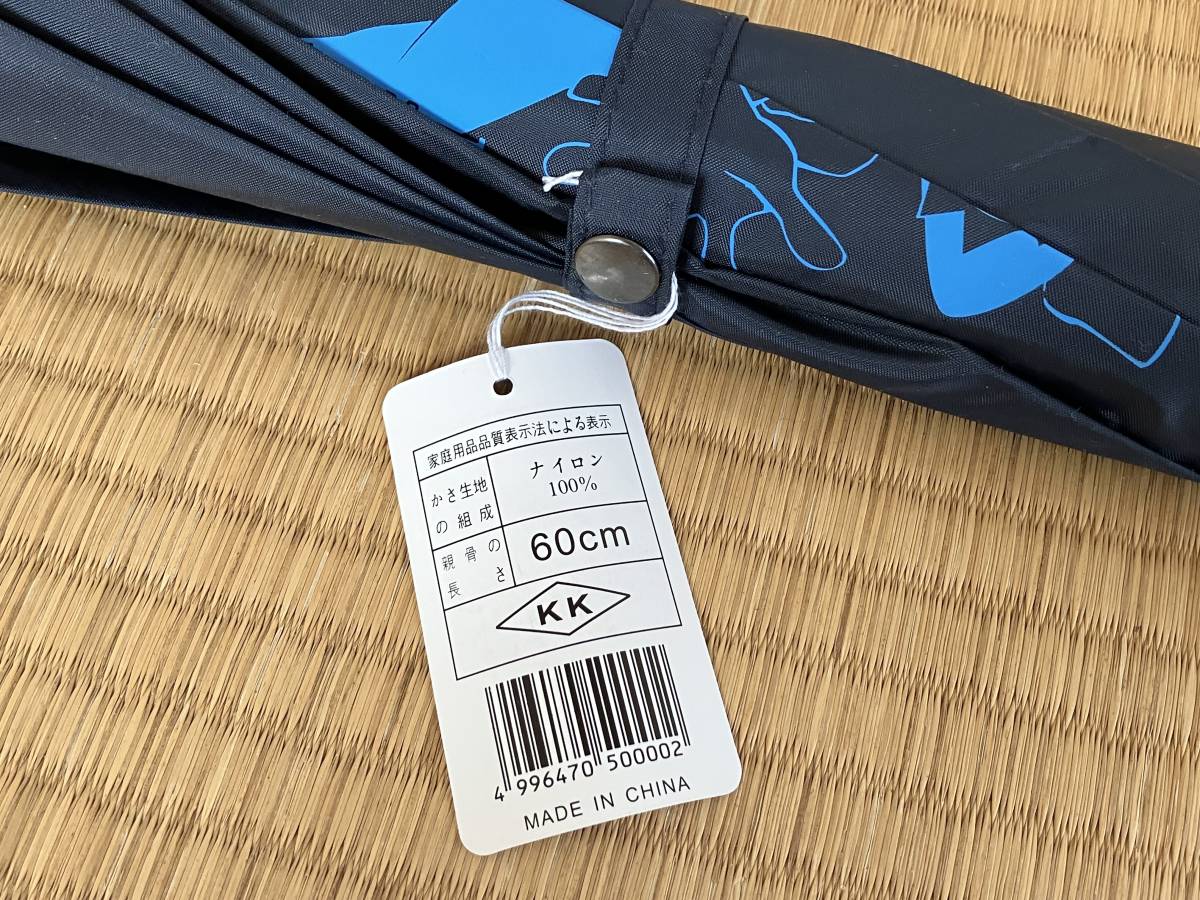 家庭用品品質表示法による表示
かさ生地
の組成
ナイロン
100%
親骨の
長さ
60cm
KK
4 996470 500002
MADE IN CHINA